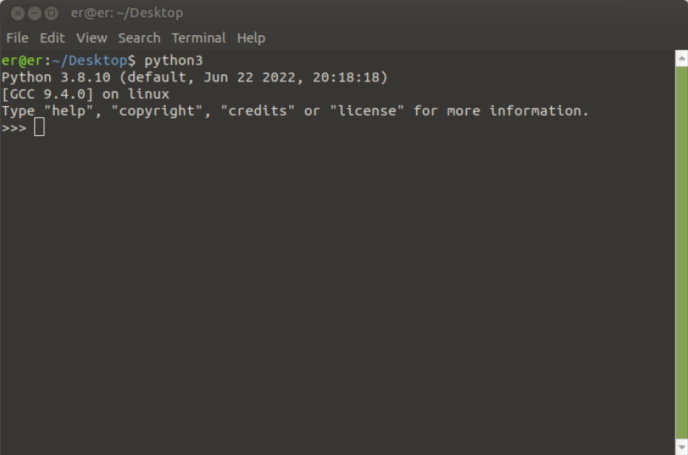 er@er: ~/Desktop
File Edit View Search Terminal Help
er@er:~/Desktop$ python3
Python 3.8.10 (default, Jun 22 2022, 20:18:18)
[GCC 9.4.0] on linux
Type "help", "copyright", "credits" or "license" for more information.
>>>